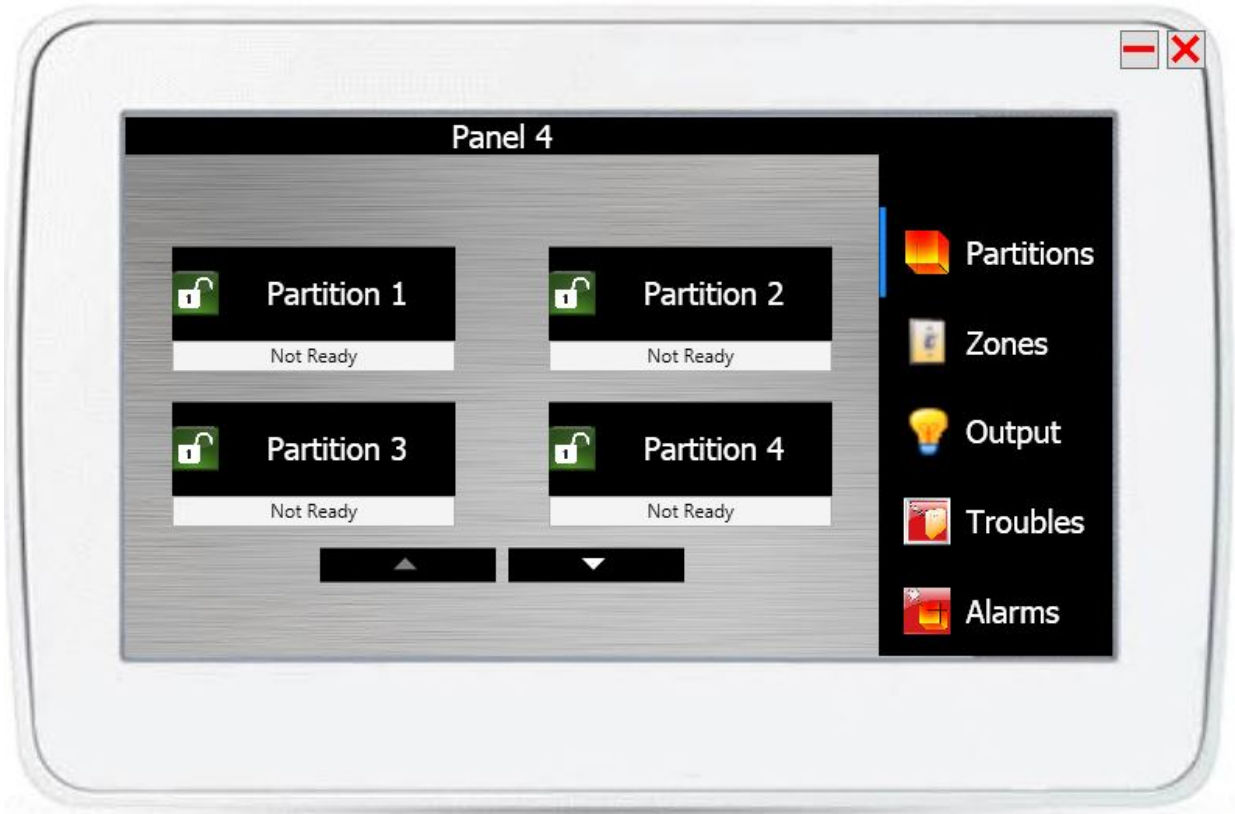 Panel 4
Partition 1
Not Ready
Partition 2
Not Ready
Partition 3
Not Ready
Partition 4
Not Ready
Partitions
Zones
Output
Troubles
Alarms